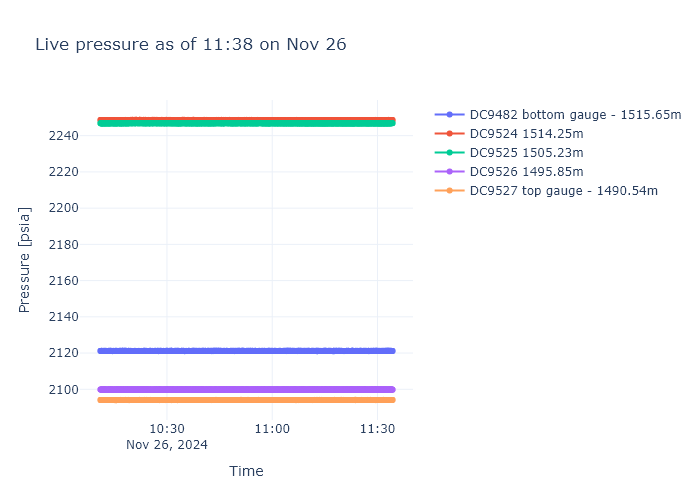 Live pressure as of 11:38 on Nov 26
DC9482 bottom gauge - 1515.65m
DC9524 1514.25m
DC9525 1505.23m
DC9526 1495.85m
DC9527 top gauge - 1490.54m
Pressure [psia]
2240
2220
2200
2180
2160
2140
2120
2100
10:30
11:00
11:30
Nov 26, 2024
Time